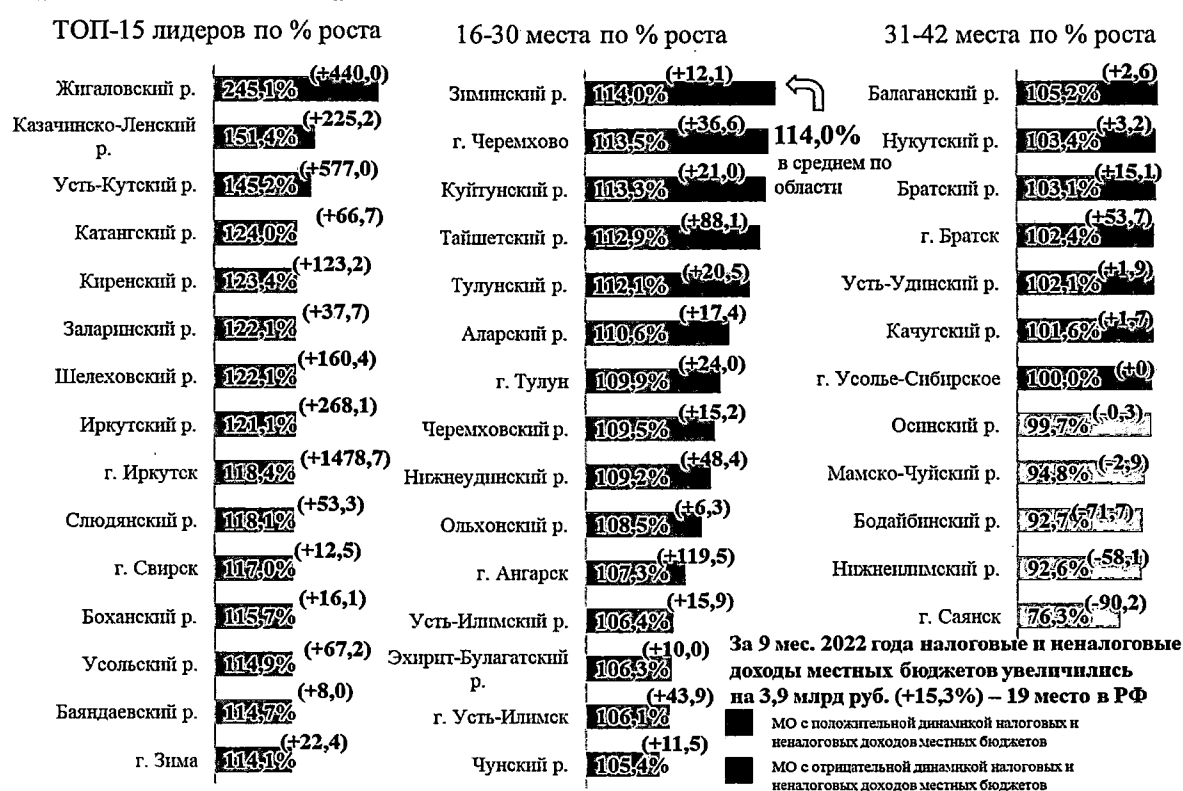 ТОП-15 лидеров по % роста
Жигаловский р. 245,1% (+440,0)
Казачинско-Ленский
р. 151,4% (+225,2)
Усть-Кутский р. 145,2% (+577,0)
Катангский р. 124,0% (+66,7)
Киренский р. 123,4% (+123,2)
Заларинский р. 122,1% (+37,7)
Шелеховский р. 122,1% (+160,4)
Иркутский р. 121,1% (+268,1)
г. Иркутск 118,4% (+1478,7)
Слюдянский р. 118,1% (+53,3)
г. Свирск 117,0% (+12,5)
Боханский р. 115,7% (+16,1)
Усольский р. 114,9% (+67,2)
Баяндаевский р. 114,7% (+8,0)
г. Зима 114,1% (+22,4)
16-30 места по % роста
Зиминский р. 114,0% (+12,1)
г. Черемхово 113,5% (+36,6)
Куйтунский р. 113,3% (+21,0)
Тайшетский р. 112,9% (+88,1)
Тулунский р. 112,1% (+20,5)
Аларский р. 110,6% (+17,4)
г. Тулун 109,9% (+24,0)
Черемховский р. 109,5% (+15,2)
Нижнеудинский р. 109,2% (+48,4)
Ольхонский р. 108,5% (+6,3)
г. Ангарск 107,3% (+119,5)
Усть-Илимский р. 106,4% (+15,9)
Эхирит-Булагатский
р. 106,3% (+10,0)
г. Усть-Илимск 106,1% (+43,9)
Чунский р. 105,4% (+11,5)
114,0%
в среднем по
области
31-42 места по % роста
Балаганский р. 105,2% (+2,6)
Нукутский р. 103,4% (+3,2)
Братский р. 103,1% (+15,1)
г. Братск 102,4% (+53,7)
Усть-Удинский р. 102,1% (+1,9)
Качугский р. 101,6% (+1,7)
г. Усолье-Сибирское 100,0% (+0)
Осинский р. 99,7% (-0,3)
Мамско-Чуйский р. 94,8% (-2,9)
Бодайбинский р. 92,7% (-71,7)
Нижнеилимский р. 92,6% (-58,1)
г. Саянск 76,3% (-90,2)
За 9 мес. 2022 года налоговые и неналоговые
доходы местных бюджетов увеличились
на 3,9 млрд руб. (+15,3%) – 19 место в РФ
МО с положительной динамикой налоговых и
неналоговых доходов местных бюджетов
МО с отрицательной динамикой налоговых и
неналоговых доходов местных бюджетов